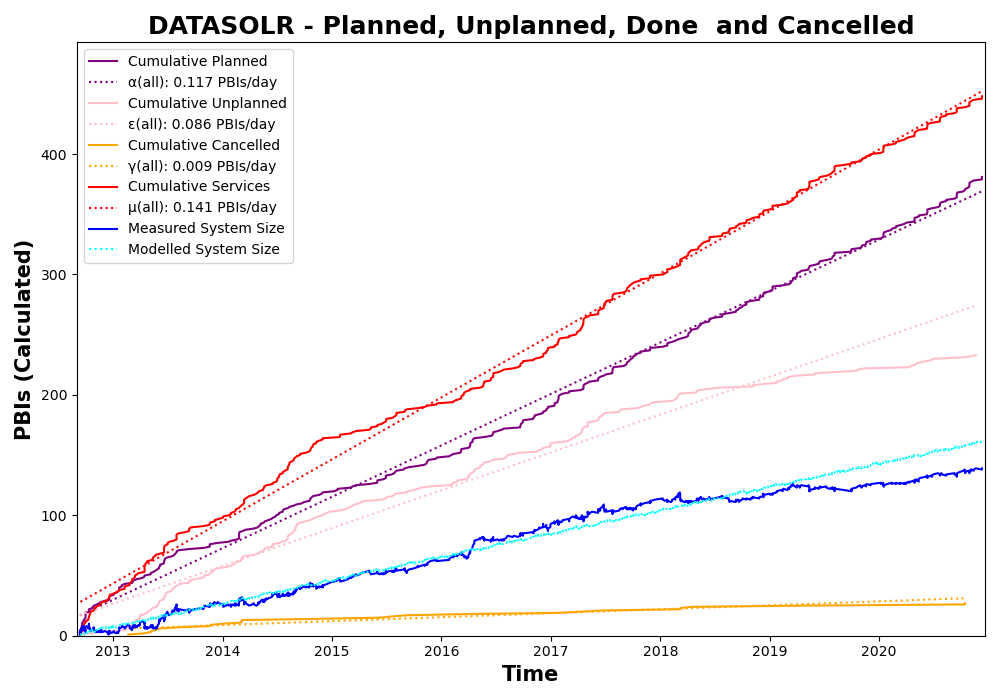 DATASOLR - Planned, Unplanned, Done  and Cancelled
Cumulative Planned
α(all): 0.117 PBIs/day
Cumulative Unplanned
ε(all): 0.086 PBIs/day
Cumulative Cancelled
γ(all): 0.009 PBIs/day
Cumulative Services
μ(all): 0.141 PBIs/day
Measured System Size
Modelled System Size
PBIs (Calculated)
400
300
200
100
0
2013 2014 2015 2016 2017 2018 2019 2020
Time